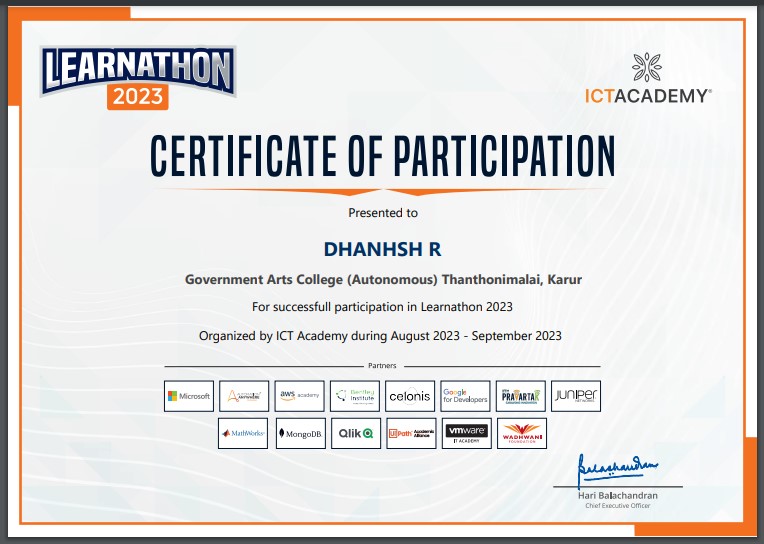 LEARNATHON
2023
ICTACADEMY®
CERTIFICATE OF PARTICIPATION
Presented to
DHANHSH R
Government Arts College (Autonomous) Thanthonimalai, Karur
For successfull participation in Learnathon 2023
Organized by ICT Academy during August 2023 - September 2023
Partners
Microsoft
AUTOMATION ANYWHERE
aws academy
Bentley Institute
celonis
Google for Developers
PRAVARTAK
JUNIPER NETWORKS
MathWorks
MongoDB
Qlik
UiPath Academic Alliance
vmware IT ACADEMY
WADHWANI FOUNDATION
Balachandran
Hari Balachandran
Chief Executive Officer